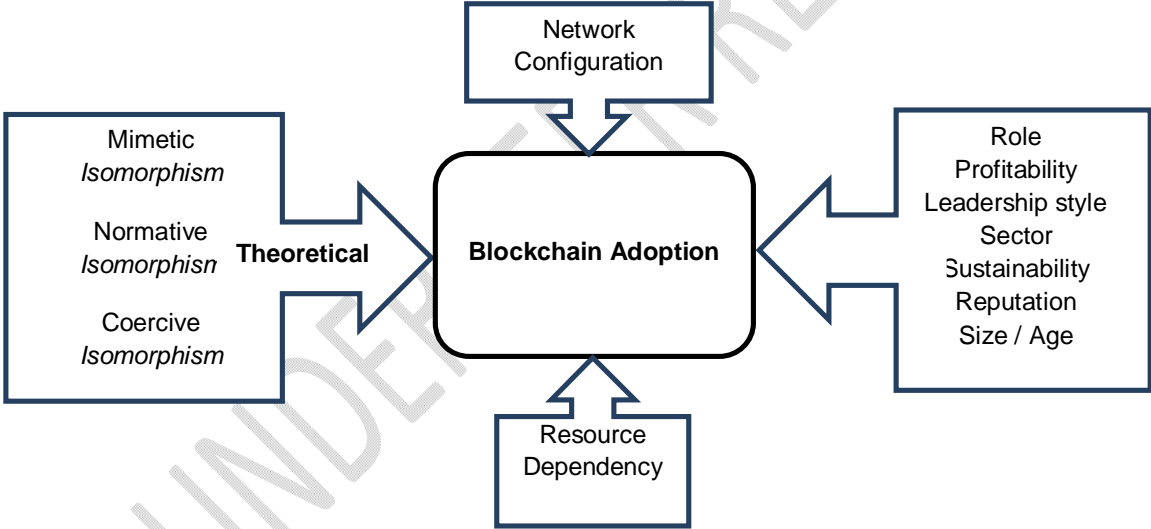 Network
Configuration
Mimetic
Isomorphism
Normative
Isomorphism
Coercive
Isomorphism
Theoretical
Blockchain Adoption
Role
Profitability
Leadership style
Sector
Sustainability
Reputation
Size / Age
Resource
Dependency
UNDER